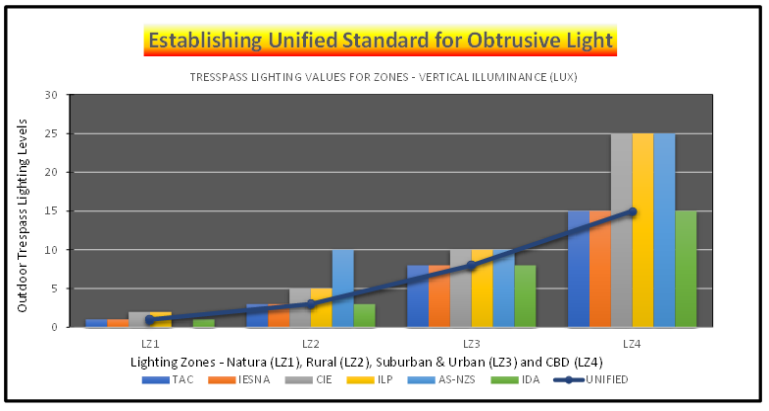 Establishing Unified Standard for Obtrusive Light
TRESSPASS LIGHTING VALUES FOR ZONES - VERTICAL ILLUMINANCE (LUX)
Outdoor Trespass Lighting Levels
30
25
20
15
10
5
0
LZ1 LZ2 LZ3 LZ4
Lighting Zones - Natura (LZ1), Rural (LZ2), Suburban & Urban (LZ3) and CBD (LZ4)
TAC IESNA CIE ILP AS-NZS IDA UNIFIED